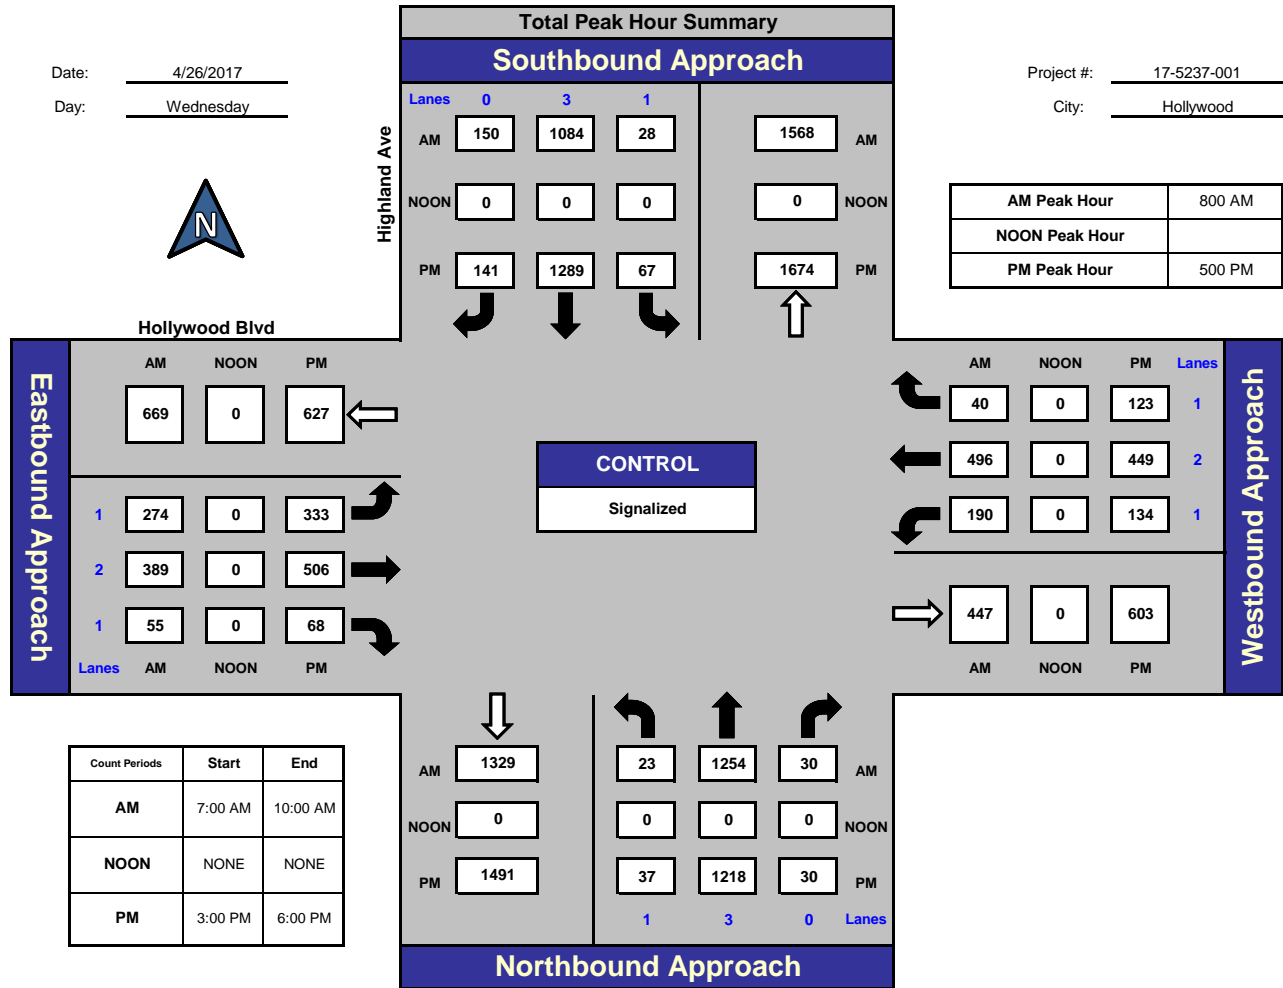 Total Peak Hour Summary
Southbound Approach
Date: 4/26/2017
Day: Wednesday
Project #: 17-5237-001
City: Hollywood
N
Highland Ave
Lanes 0 3 1
AM 150 1084 28 1568 AM
NOON 0 0 0 0 NOON
PM 141 1289 67 1674 PM
AM Peak Hour 800 AM
NOON Peak Hour
PM Peak Hour 500 PM
Hollywood Blvd
Eastbound Approach
AM NOON PM
669 0 627
1 274 0 333
2 389 0 506
1 55 0 68
Lanes AM NOON PM
CONTROL
Signalized
AM NOON PM Lanes
40 0 123 1
496 0 449 2
190 0 134 1
447 0 603
AM NOON PM
Westbound Approach
Count Periods Start End
AM 7:00 AM 10:00 AM
NOON NONE NONE
PM 3:00 PM 6:00 PM
AM 1329 23 1254 30 AM
NOON 0 0 0 0 NOON
PM 1491 37 1218 30 PM
1 3 0 Lanes
Northbound Approach